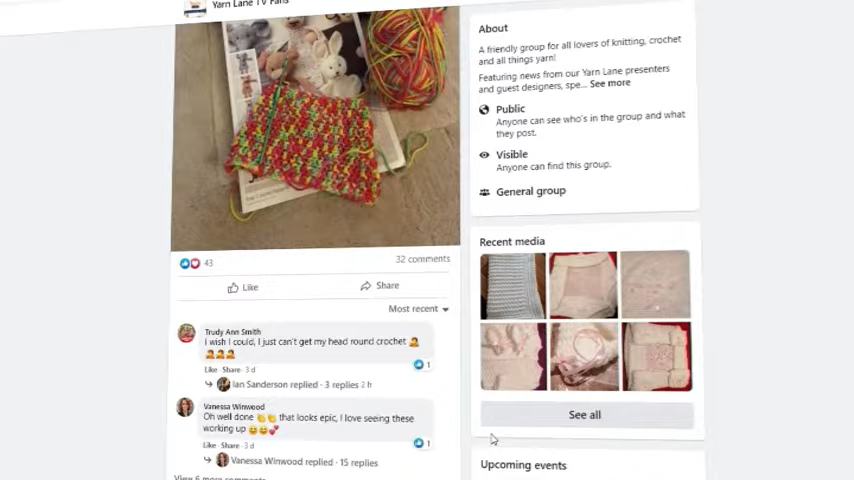 Yarn Lane TV Fans
43
32 comments
Like
Share
Most recent
Trudy Ann Smith
I wish I could, I just can't get my head round crochet
1
Like · Share · 3 d
Ian Sanderson replied · 3 replies 2 h
Vanessa Winwood
Oh well done that looks epic, I love seeing these
working up
1
Like · Share · 3 d
Vanessa Winwood replied · 15 replies
View 6 more comments
About
A friendly group for all lovers of knitting, crochet
and all things yarn!
Featuring news from our Yarn Lane presenters
and guest designers, spe... See more
Public
Anyone can see who's in the group and what
they post.
Visible
Anyone can find this group.
General group
Recent media
See all
Upcoming events